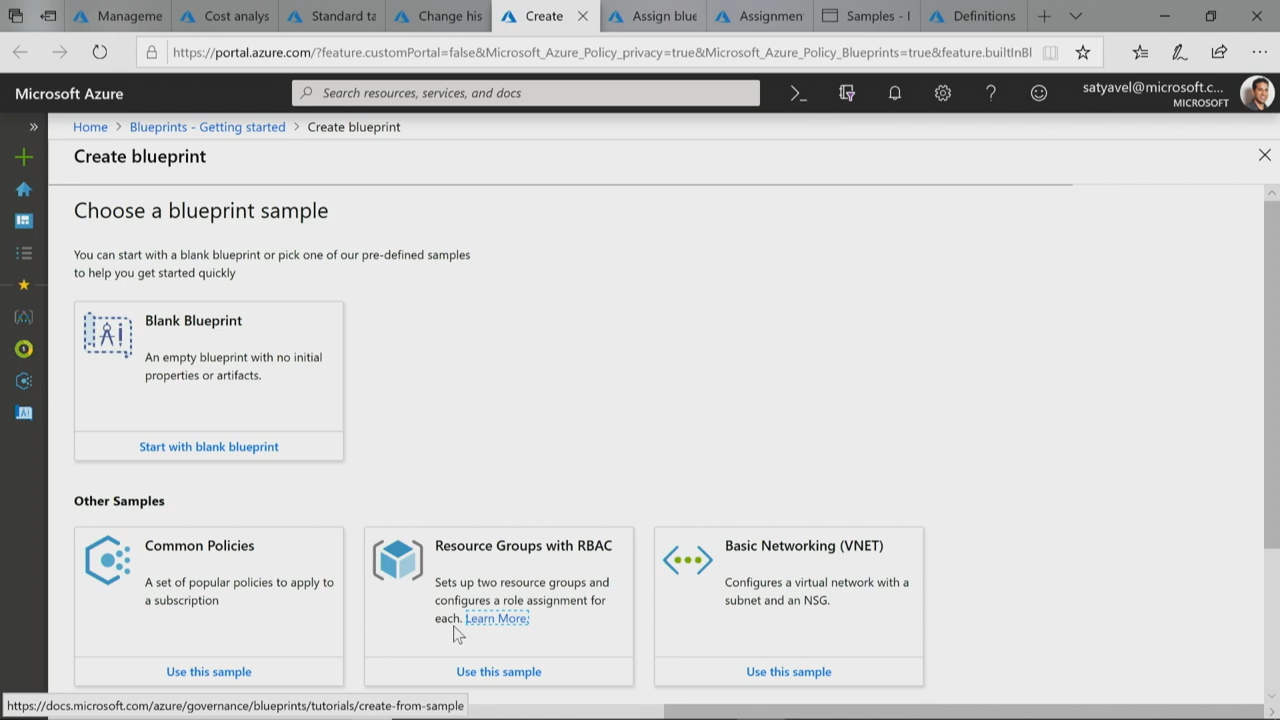 Manageme
Cost analys
Standard ta
Change his
Create
Assign blue
Assignmen
Samples - I
Definitions
https://portal.azure.com/?feature.customPortal=false&Microsoft_Azure_Policy_privacy=true&Microsoft_Azure_Policy_Blueprints=true&feature.builtInBl
Microsoft Azure
Search resources, services, and docs
satyavel@microsoft.c...
MICROSOFT
Home > Blueprints - Getting started > Create blueprint
Create blueprint
Choose a blueprint sample
You can start with a blank blueprint or pick one of our pre-defined samples
to help you get started quickly
Blank Blueprint
An empty blueprint with no initial
properties or artifacts.
Start with blank blueprint
Other Samples
Common Policies
A set of popular policies to apply to
a subscription
Use this sample
Resource Groups with RBAC
Sets up two resource groups and
configures a role assignment for
each. Learn More.
Use this sample
Basic Networking (VNET)
Configures a virtual network with a
subnet and an NSG.
Use this sample
https://docs.microsoft.com/azure/governance/blueprints/tutorials/create-from-sample